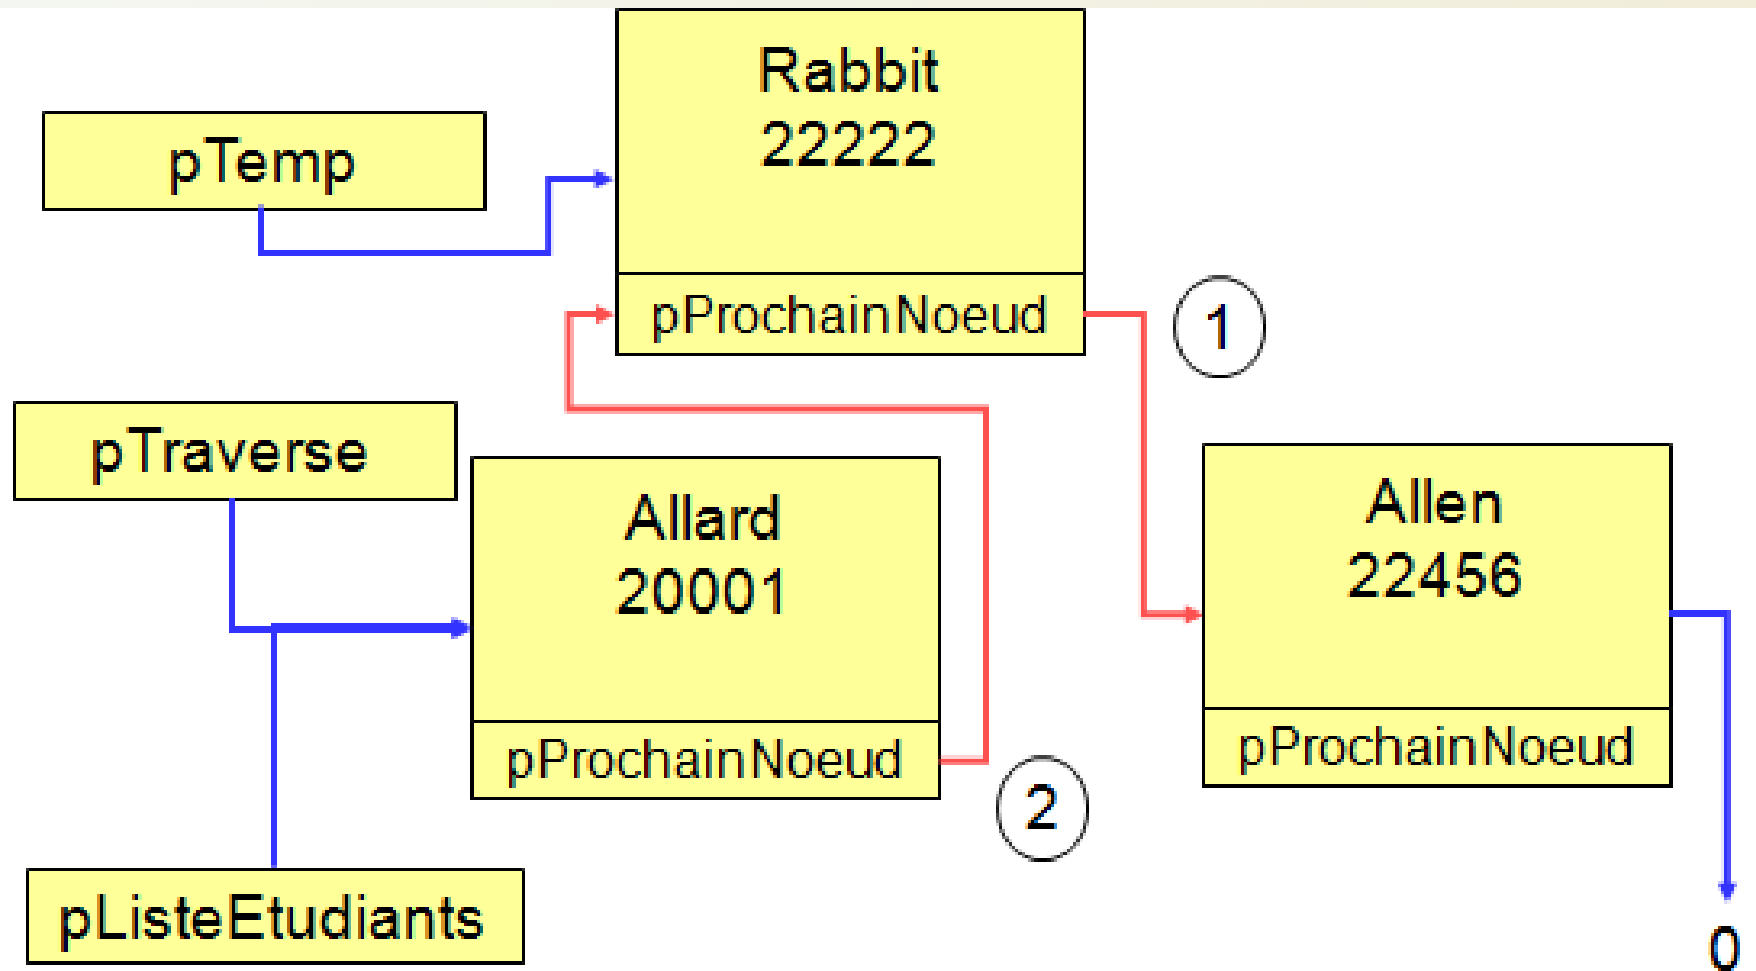 Rabbit
22222
pTemp
pProchainNoeud
1
pTraverse
Allard
20001
Allen
22456
pProchainNoeud
pProchainNoeud
2
pListeEtudiants
0